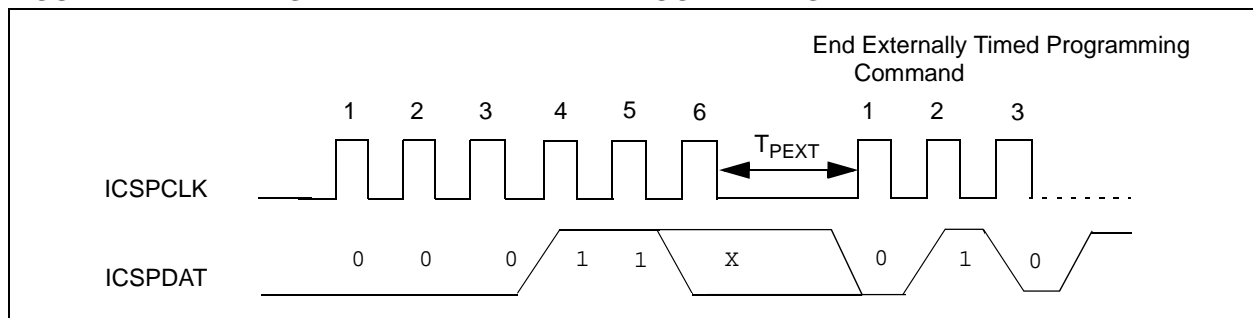 End Externally Timed Programming
Command
1 2 3 4 5 6 1 2 3
TPEXT
ICSPCLK
0 0 0 1 1 X 0 1 0
ICSPDAT